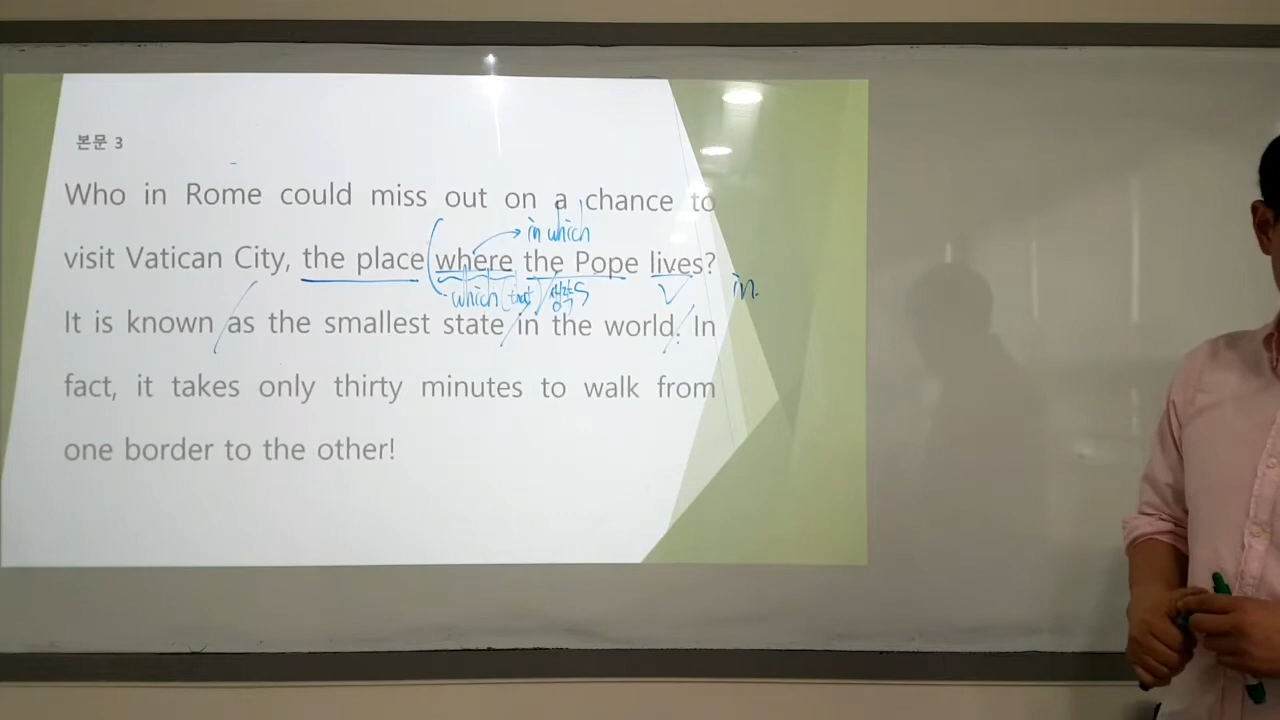 본문 3
Who in Rome could miss out on a chance to
in which
visit Vatican City, the place where the Pope lives?
which (that) S V in
It is known as the smallest state in the world. In
fact, it takes only thirty minutes to walk from
one border to the other!